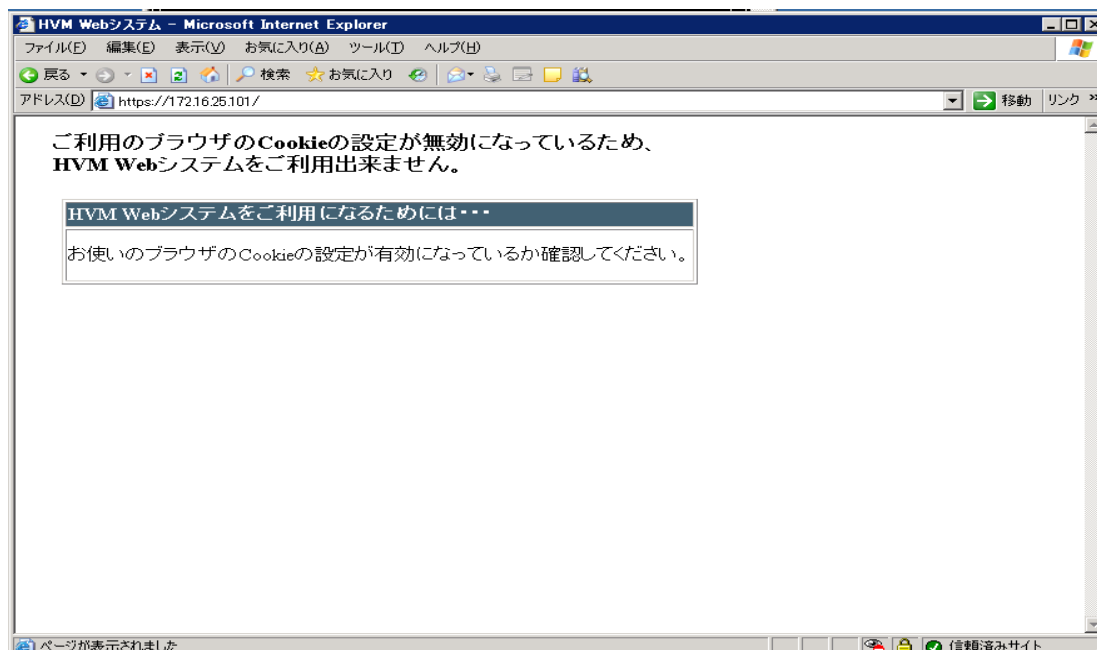 HVM Webシステム - Microsoft Internet Explorer
ファイル(F) 編集(E) 表示(V) お気に入り(A) ツール(T) ヘルプ(H)
戻る 検索 お気に入り
アドレス(D) https://172.16.25.101/ 移動 リンク »
ご利用のブラウザのCookieの設定が無効になっているため、
HVM Webシステムをご利用出来ません。
HVM Webシステムをご利用になるためには・・・
お使いのブラウザのCookieの設定が有効になっているか確認してください。
ページが表示されました 信頼済みサイト